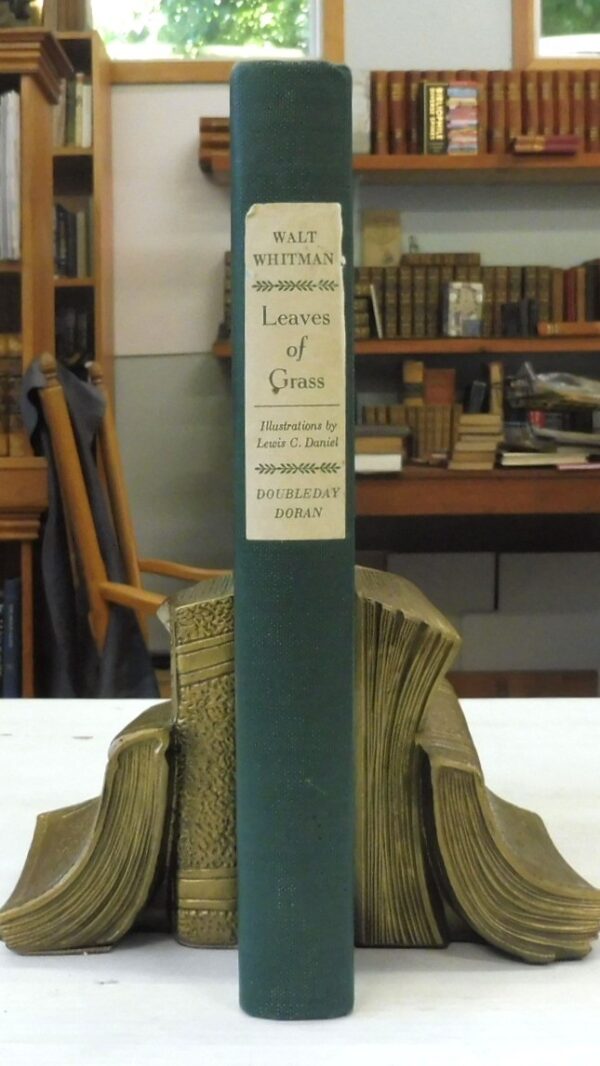 WALT
WHITMAN
Leaves
of
Grass
Illustrations by
Lewis C. Daniel
DOUBLEDAY
DORAN